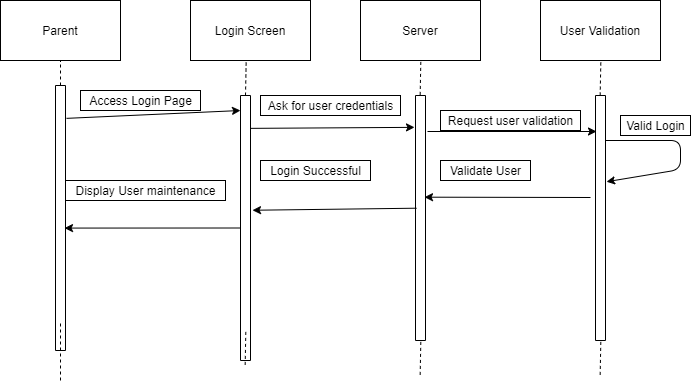 Parent
Login Screen
Server
User Validation
Access Login Page
Ask for user credentials
Request user validation
Valid Login
Login Successful
Validate User
Display User maintenance